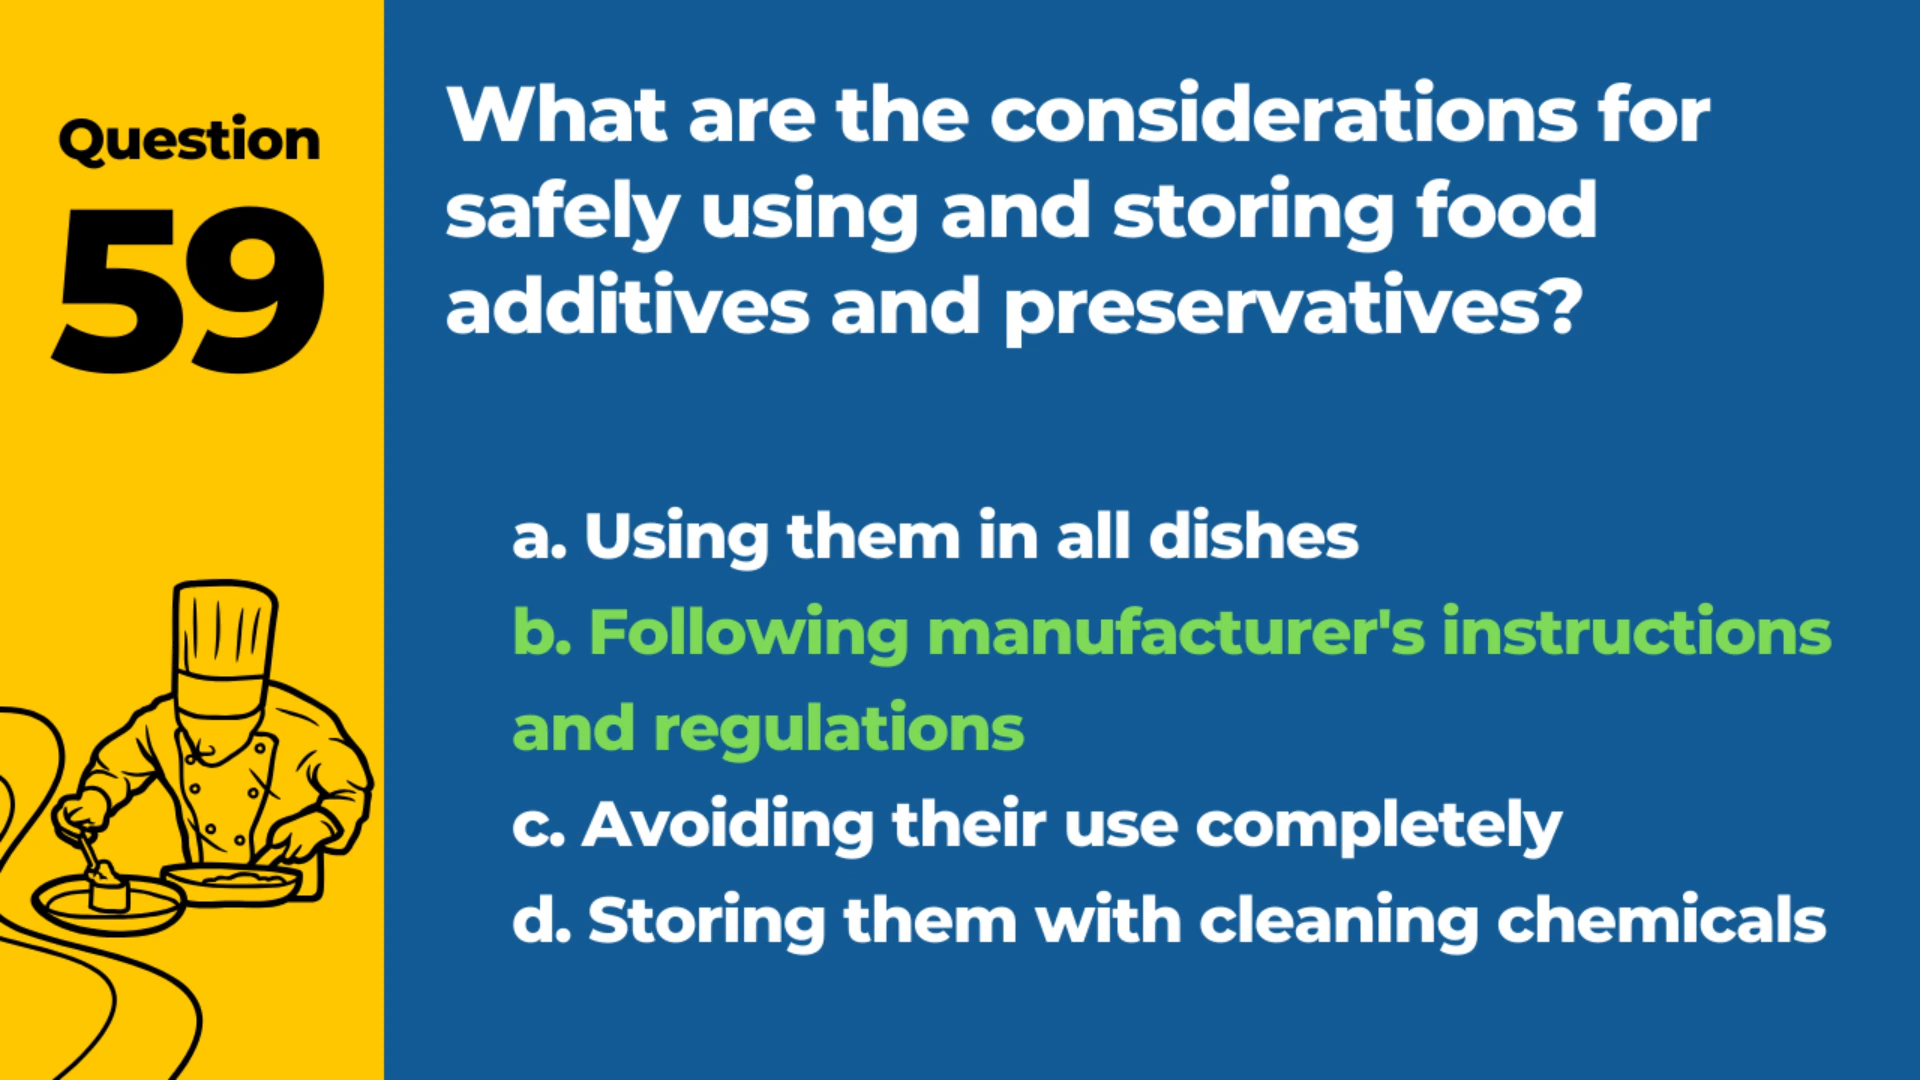 Question
59
What are the considerations for
safely using and storing food
additives and preservatives?
a. Using them in all dishes
b. Following manufacturer's instructions
and regulations
c. Avoiding their use completely
d. Storing them with cleaning chemicals